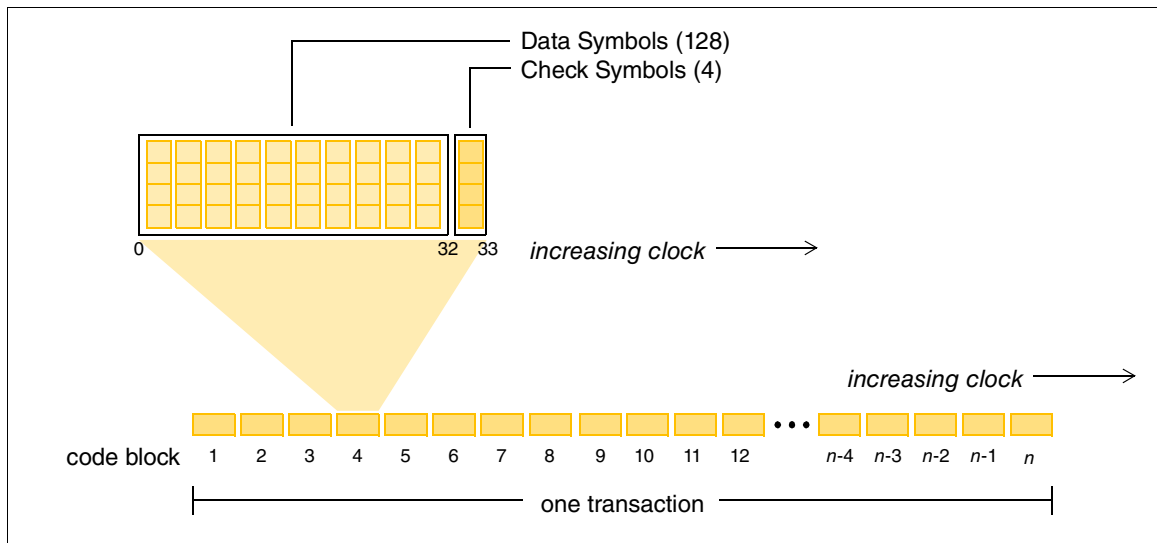 Data Symbols (128)
Check Symbols (4)
0 32 33
increasing clock
increasing clock
code block 1 2 3 4 5 6 7 8 9 10 11 12 n-4 n-3 n-2 n-1 n
one transaction